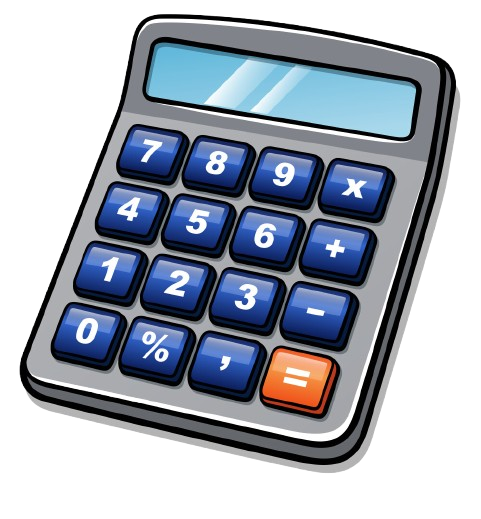 7 8 9 x
4 5 6 +
1 2 3 -
0 % , =